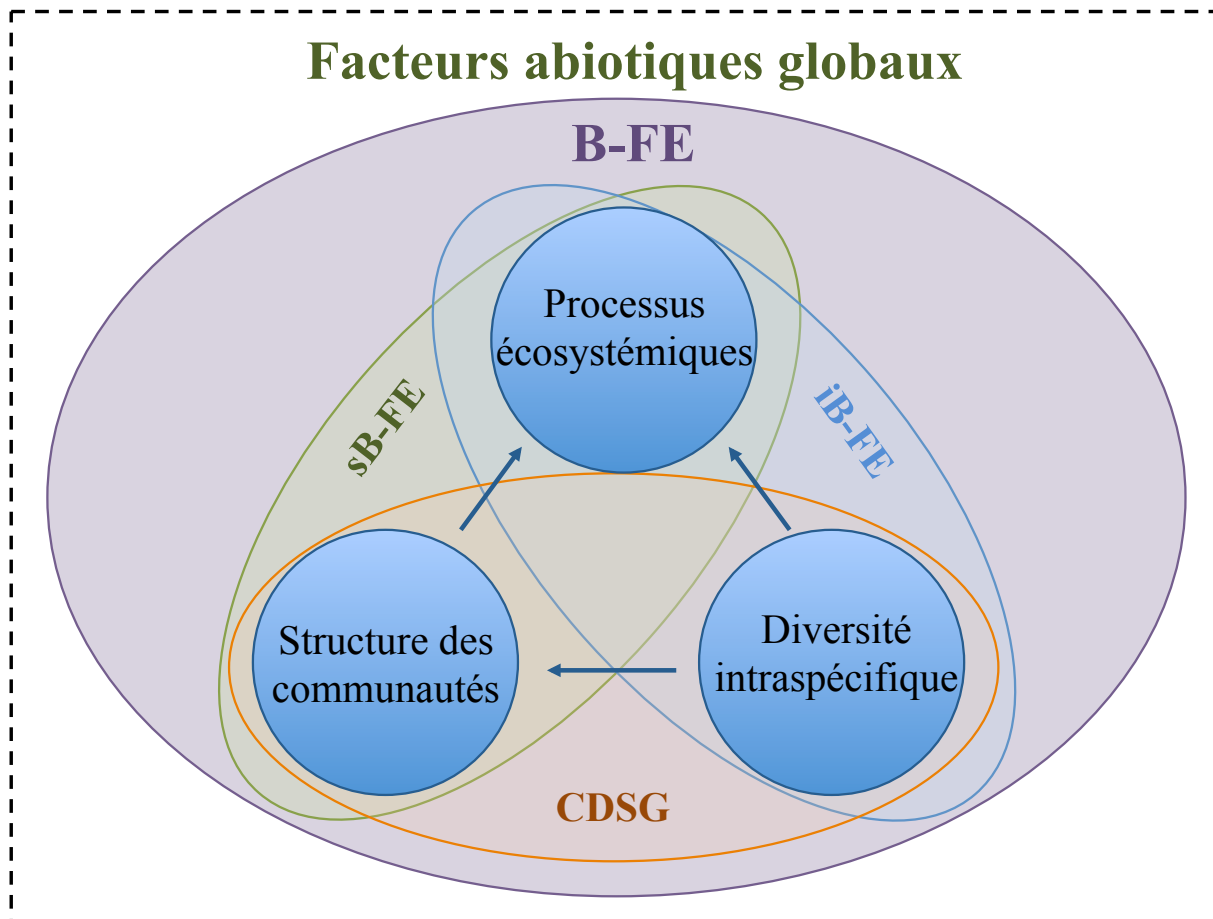 Facteurs abiotiques globaux
B-FE
Processus
écosystémiques
sB-FE
iB-FE
Structure des
communautés
Diversité
intraspécifique
CDSG